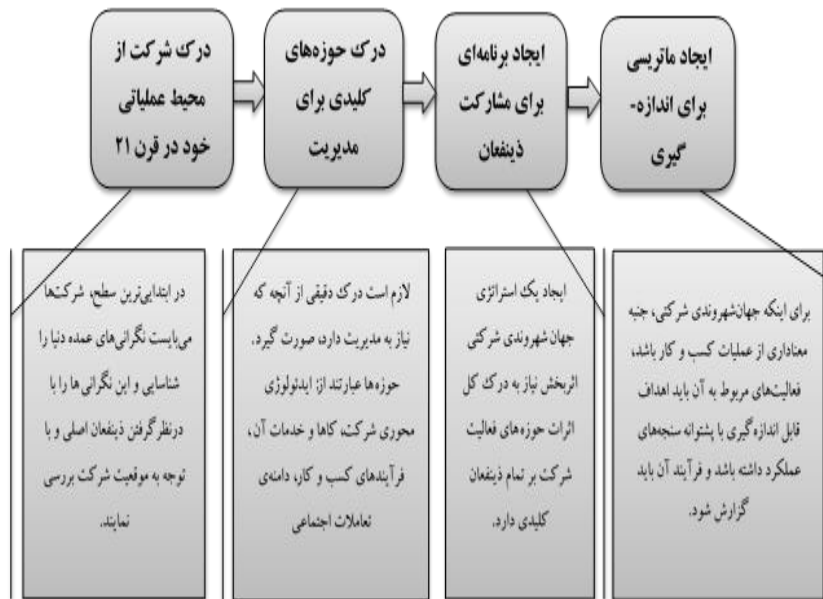 درک شرکت از
محیط عملیاتی
خود در قرن ۲۱
درک حوزه‌های
کلیدی برای
مدیریت
ایجاد برنامه‌ای
برای مشارکت
ذینفعان
ایجاد ماتریسی
برای اندازه-
گیری
در ابتدایی‌ترین سطح، شرکت‌ها
می‌بایست نگرانی‌های عمده دنیا را
شناسایی و این نگرانی ها را با
درنظرگرفتن ذینفعان اصلی و با
توجه به موقعیت شرکت بررسی
نمایند.
لازم است درک دقیقی از آنچه که
نیاز به مدیریت دارد، صورت گیرد.
حوزه‌ها عبارتند از: ایدئولوژی
محوری شرکت، کاها و خدمات آن،
فرآیندهای کسب و کار، دامنه‌ی
تعاملات اجتماعی
ایجاد یک استراتژی
جهان شهروندی شرکتی
اثربخش نیاز به درک کل
اثرات حوزه‌های فعالیت
شرکت بر تمام ذینفعان
کلیدی دارد.
برای اینکه جهان‌شهروندی شرکتی، جنبه
معناداری از عملیات کسب و کار باشد،
فعالیت‌های مربوط به آن باید اهداف
قابل اندازه‌گیری با پشتوانه سنجه‌های
عملکرد داشته باشد و فرآیند آن باید
گزارش شود.